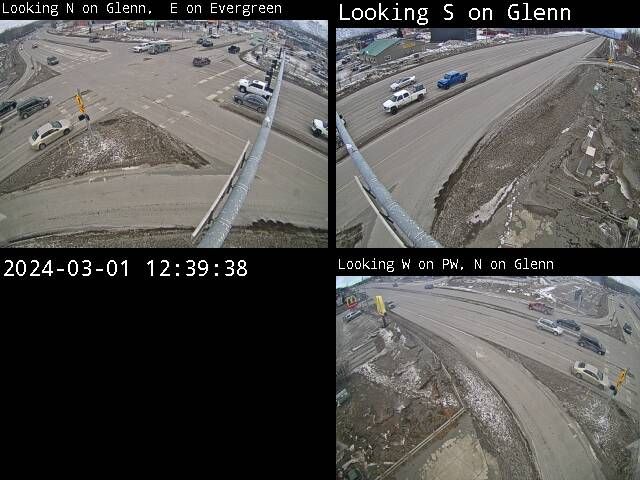 Looking N on Glenn, E on Evergreen
Looking S on Glenn
2024-03-01 12:39:38
Looking W on PW, N on Glenn